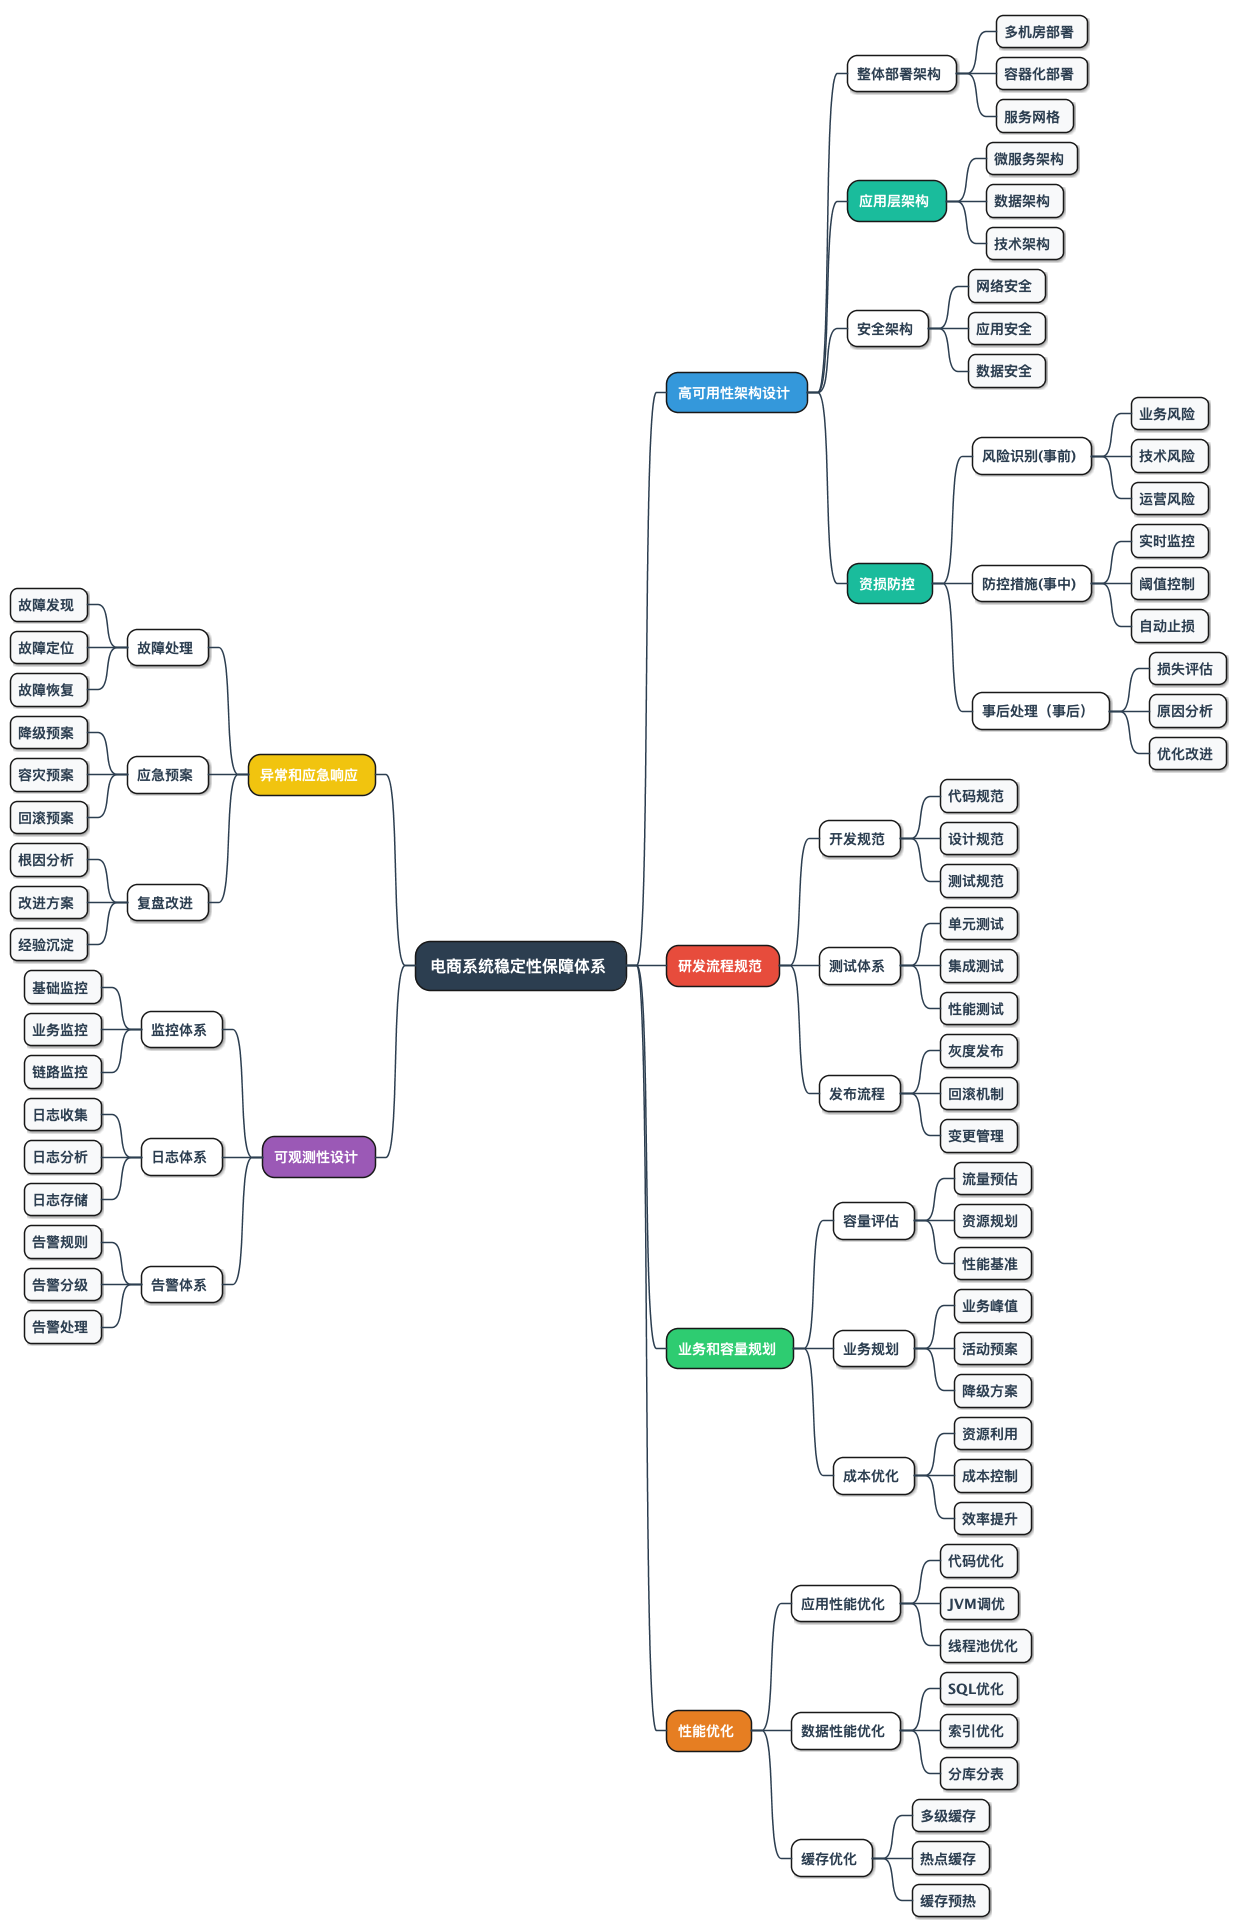 电商系统稳定性保障体系
高可用性架构设计
整体部署架构
多机房部署
容器化部署
服务网格
应用层架构
微服务架构
数据架构
技术架构
安全架构
网络安全
应用安全
数据安全
资损防控
风险识别(事前)
业务风险
技术风险
运营风险
防控措施(事中)
实时监控
阈值控制
自动止损
事后处理（事后）
损失评估
原因分析
优化改进
研发流程规范
开发规范
代码规范
设计规范
测试规范
测试体系
单元测试
集成测试
性能测试
发布流程
灰度发布
回滚机制
变更管理
业务和容量规划
容量评估
流量预估
资源规划
性能基准
业务规划
业务峰值
活动预案
降级方案
成本优化
资源利用
成本控制
效率提升
性能优化
应用性能优化
代码优化
JVM调优
线程池优化
数据性能优化
SQL优化
索引优化
分库分表
缓存优化
多级缓存
热点缓存
缓存预热
异常和应急响应
故障处理
故障发现
故障定位
故障恢复
应急预案
降级预案
容灾预案
回滚预案
复盘改进
根因分析
改进方案
经验沉淀
可观测性设计
监控体系
基础监控
业务监控
链路监控
日志体系
日志收集
日志分析
日志存储
告警体系
告警规则
告警分级
告警处理